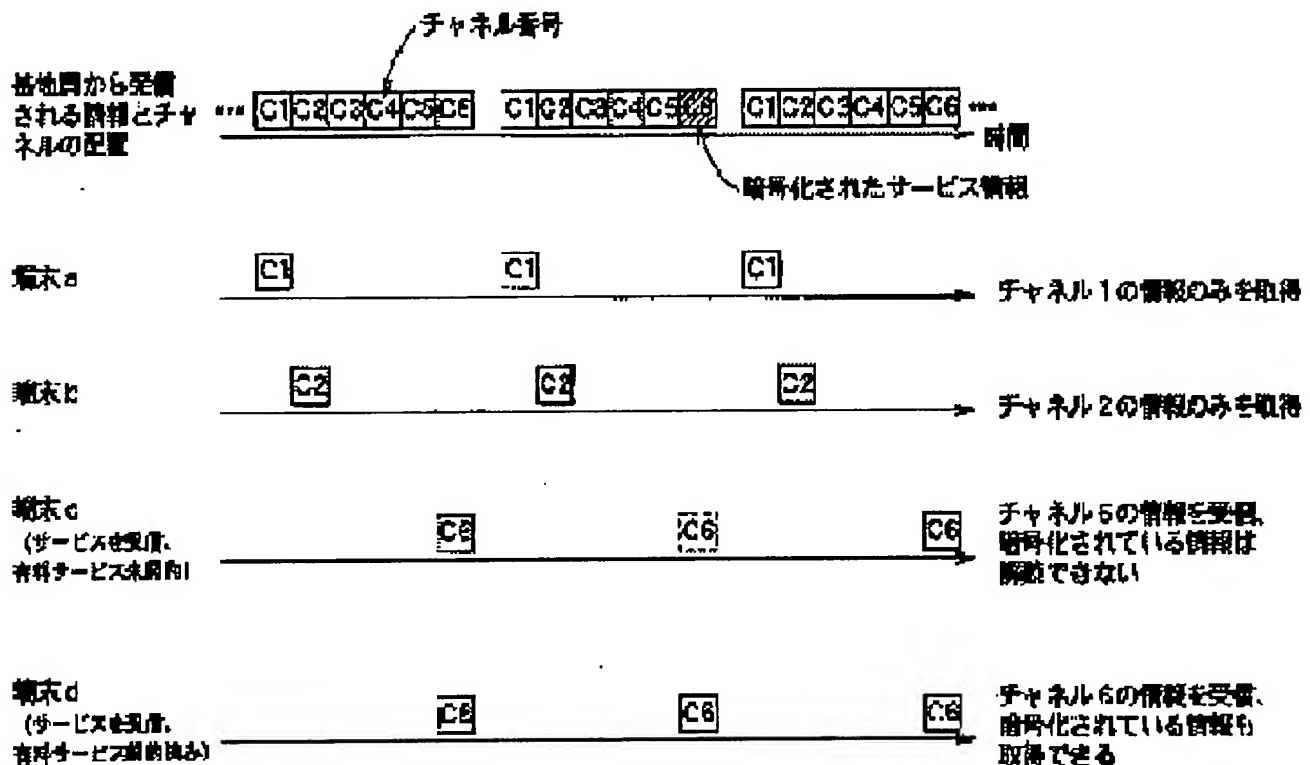 チャネル番号
基地局から発信
される情報とチャ
ネルの配置
C1 C2 C3 C4 C5 C6
C1 C2 C3 C4 C5 C6
C1 C2 C3 C4 C5 C6
時間
暗号化されたサービス情報
端末a
C1 C1 C1
チャネル1の情報のみを取得
端末b
C2 C2 C2
チャネル2の情報のみを取得
端末c
(サービスを受信、
有料サービス未契約)
C6 C6 C6
チャネル6の情報を受信、
暗号化されている情報は
解読できない
端末d
(サービスを受信、
有料サービス契約済み)
C6 C6 C6
チャネル6の情報を受信、
暗号化されている情報も
取得できる